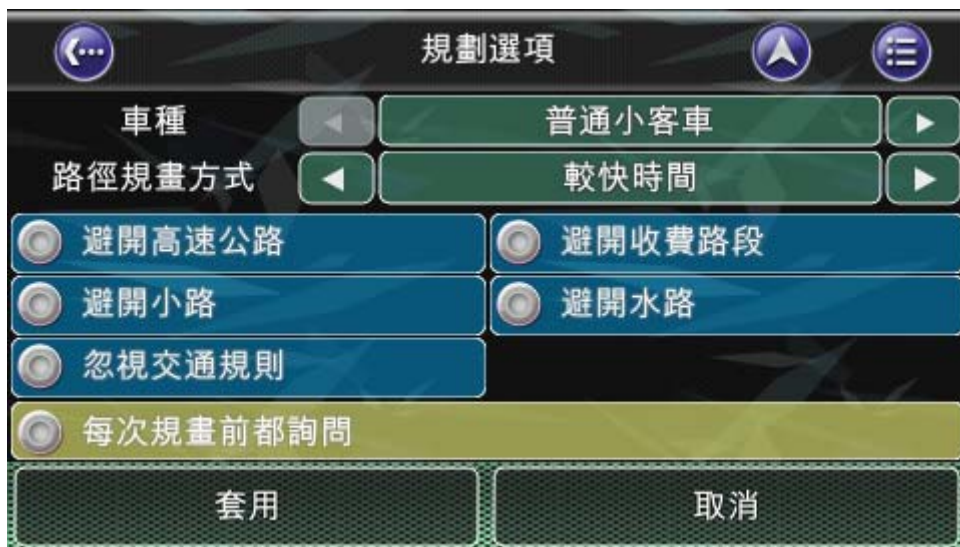 規劃選項
車種
普通小客車
路徑規畫方式
較快時間
避開高速公路
避開收費路段
避開小路
避開水路
忽視交通規則
每次規畫前都詢問
套用
取消